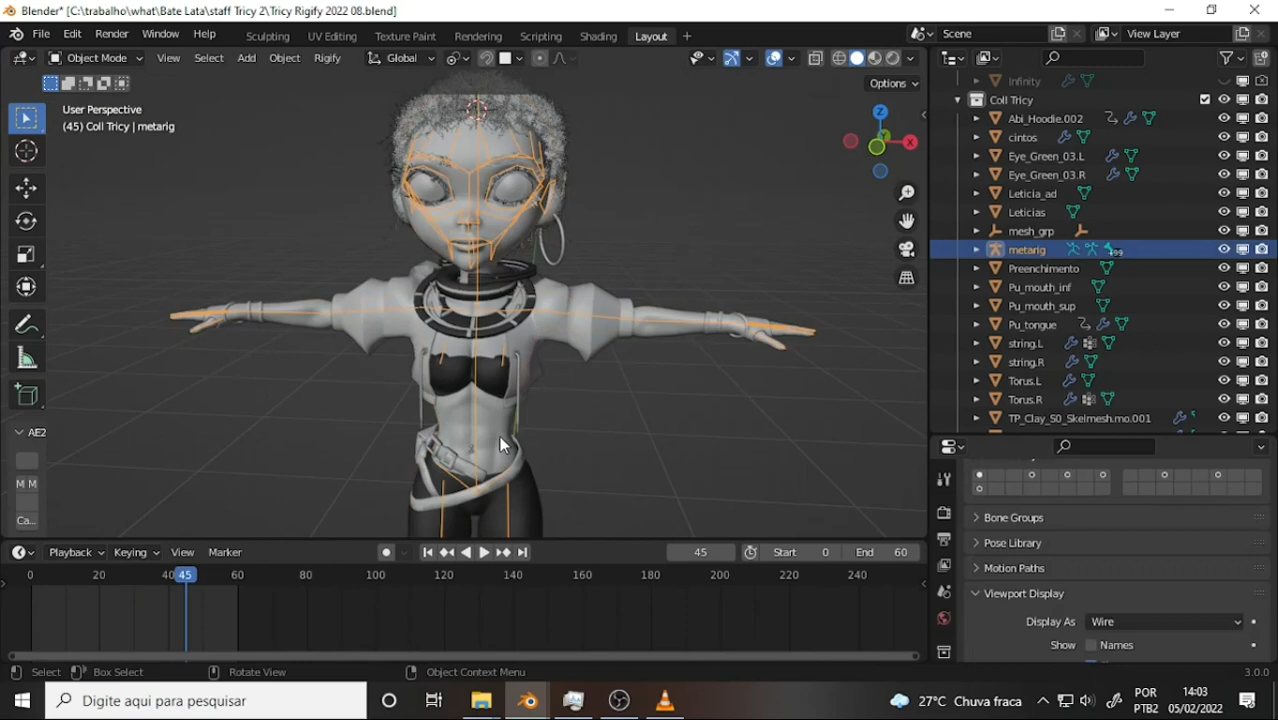 Blender* [C:\trabalho\what\Bate Lata\staff Tricy 2\Tricy Rigify 2022 08.blend]
File Edit Render Window Help Sculpting UV Editing Texture Paint Rendering Scripting Shading Layout + Scene View Layer
Object Mode View Select Add Object Rigify Global
Options
User Perspective
(45) Coll Tricy | metarig
Z
X
Infinity
Coll Tricy
Abi_Hoodie.002
cintos
Eye_Green_03.L
Eye_Green_03.R
Leticia_ad
Leticias
mesh_grp
metarig 99
Preenchimento
Pu_mouth_inf
Pu_mouth_sup
Pu_tongue
string.L
string.R
Torus.L
Torus.R
TP_Clay_S0_Skelmesh.mo.001
AE2
M M
Ca...
Bone Groups
Pose Library
Motion Paths
Viewport Display
Display As Wire
Show Names
Playback Keying View Marker 45 Start 0 End 60
0 20 40 45 60 80 100 120 140 160 180 200 220 240
Select Box Select Rotate View Object Context Menu 3.0.0
Digite aqui para pesquisar 27°C Chuva fraca POR 14:03
PTB2 05/02/2022